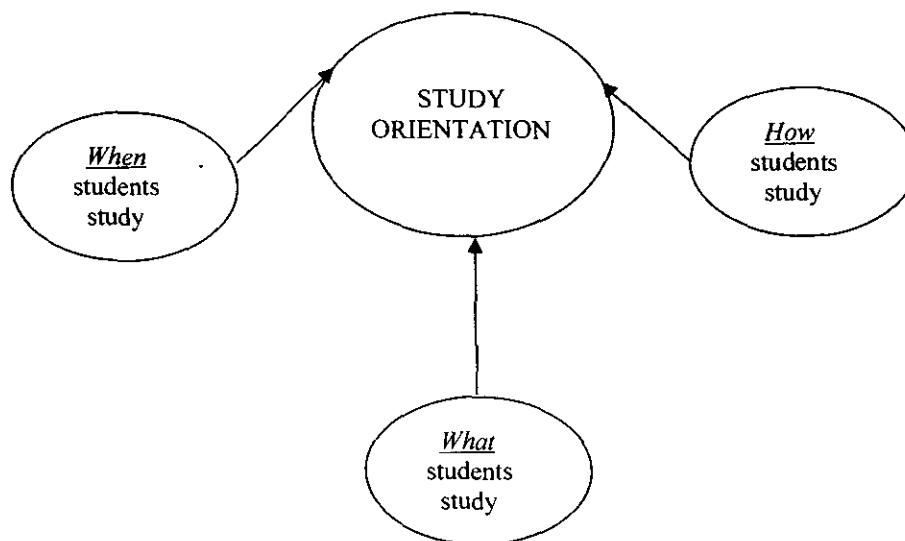 STUDY
ORIENTATION
When
students
study
How
students
study
What
students
study